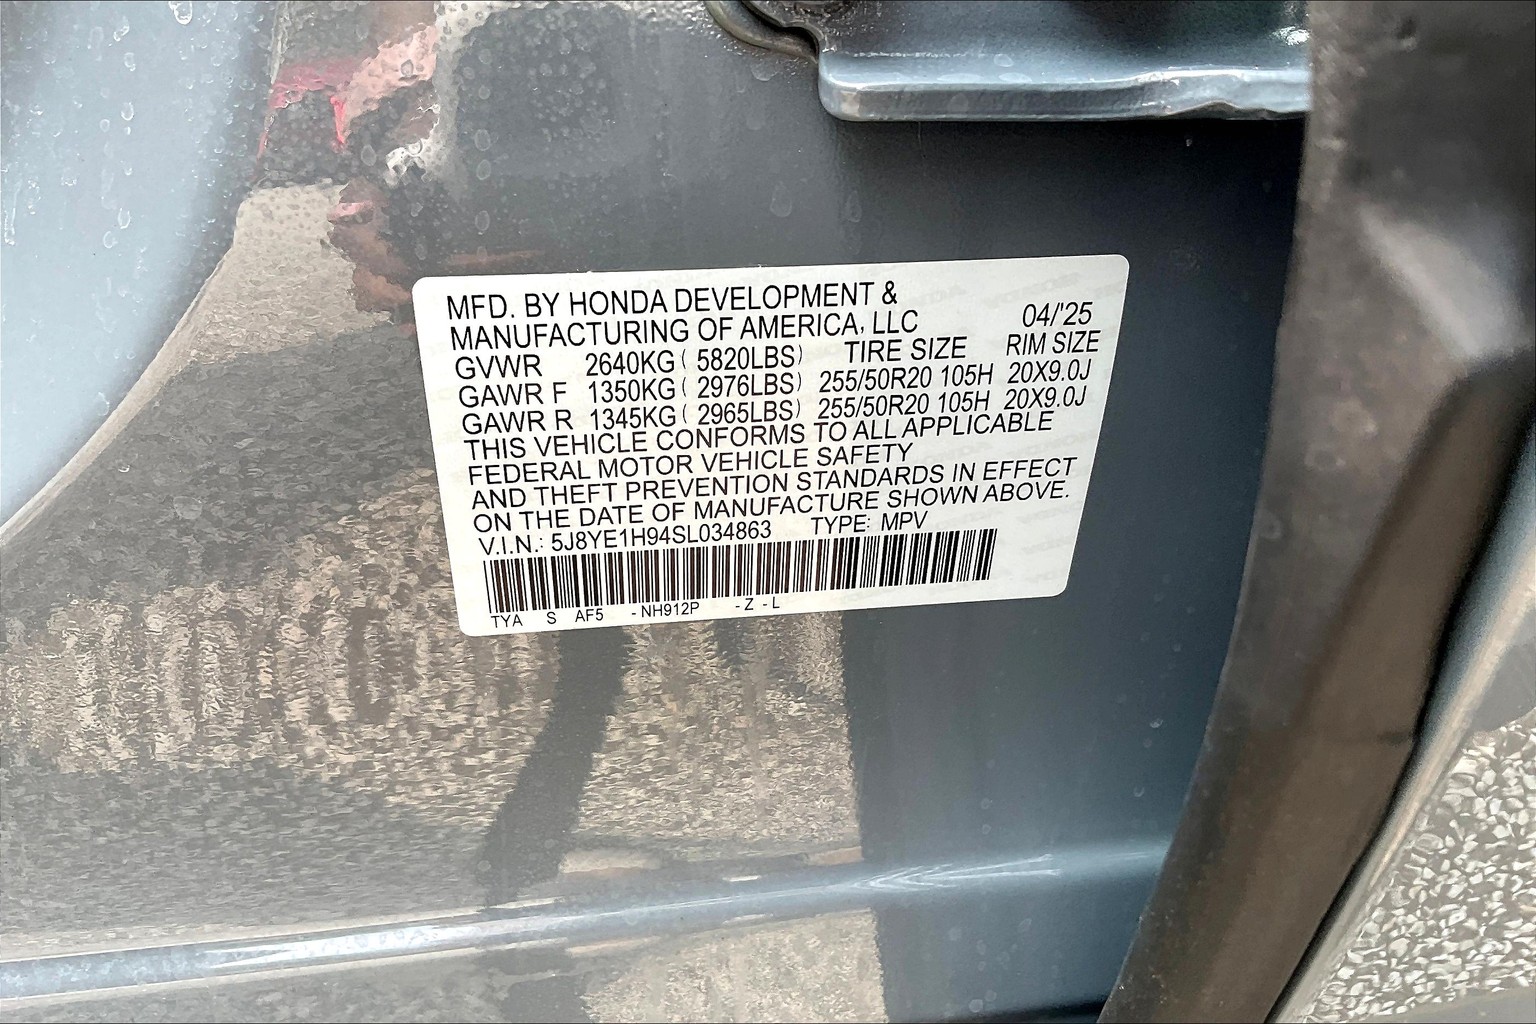 MFD. BY HONDA DEVELOPMENT &
MANUFACTURING OF AMERICA, LLC 04/'25
GVWR 2640KG ( 5820LBS) TIRE SIZE RIM SIZE
GAWR F 1350KG ( 2976LBS) 255/50R20 105H 20X9.0J
GAWR R 1345KG ( 2965LBS) 255/50R20 105H 20X9.0J
THIS VEHICLE CONFORMS TO ALL APPLICABLE
FEDERAL MOTOR VEHICLE SAFETY
AND THEFT PREVENTION STANDARDS IN EFFECT
ON THE DATE OF MANUFACTURE SHOWN ABOVE.
V.I.N.: 5J8YE1H94SL034863 TYPE: MPV
TYA S AF5 -NH912P -Z -L